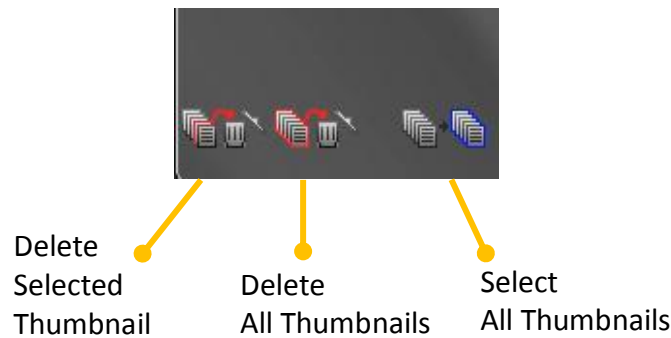 Delete
Selected
Thumbnail
Delete
All Thumbnails
Select
All Thumbnails